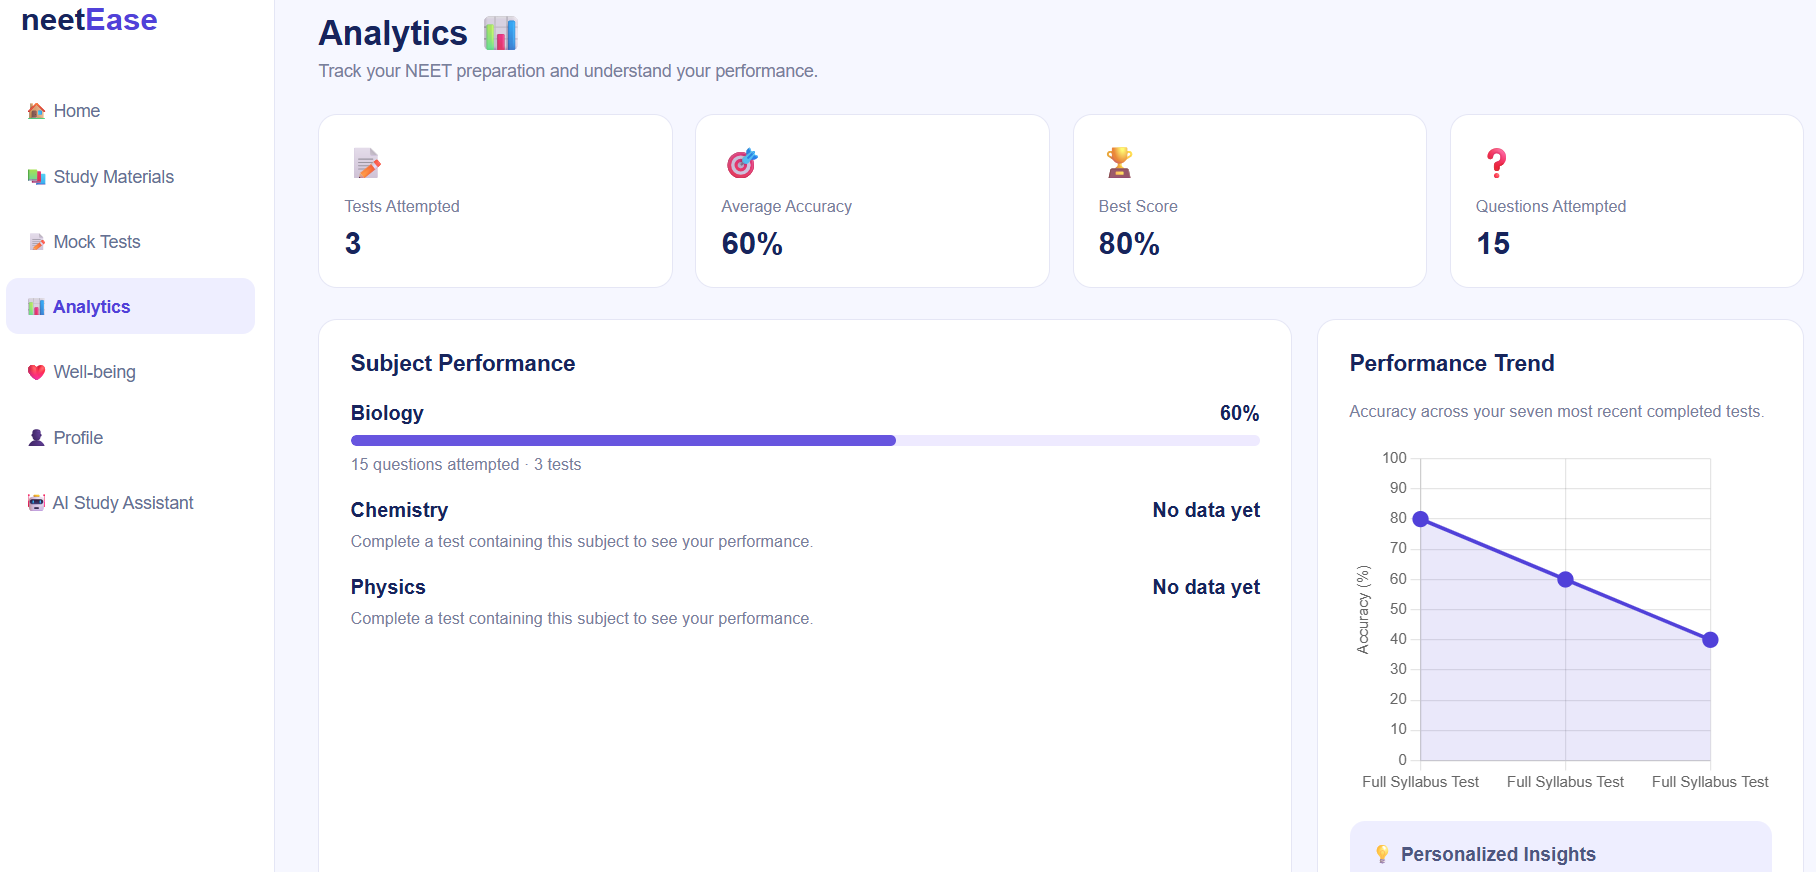 neetEase
Home
Study Materials
Mock Tests
Analytics
Well-being
Profile
AI Study Assistant
Analytics
Track your NEET preparation and understand your performance.
Tests Attempted
3
Average Accuracy
60%
Best Score
80%
Questions Attempted
15
Subject Performance
Biology 60%
15 questions attempted · 3 tests
Chemistry No data yet
Complete a test containing this subject to see your performance.
Physics No data yet
Complete a test containing this subject to see your performance.
Performance Trend
Accuracy across your seven most recent completed tests.
Accuracy (%)
100
90
80
70
60
50
40
30
20
10
0
Full Syllabus Test Full Syllabus Test Full Syllabus Test
Personalized Insights